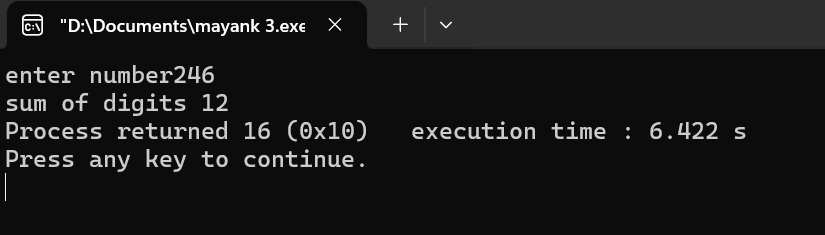 "D:\Documents\mayank 3.exe
enter number246
sum of digits 12
Process returned 16 (0x10)   execution time : 6.422 s
Press any key to continue.